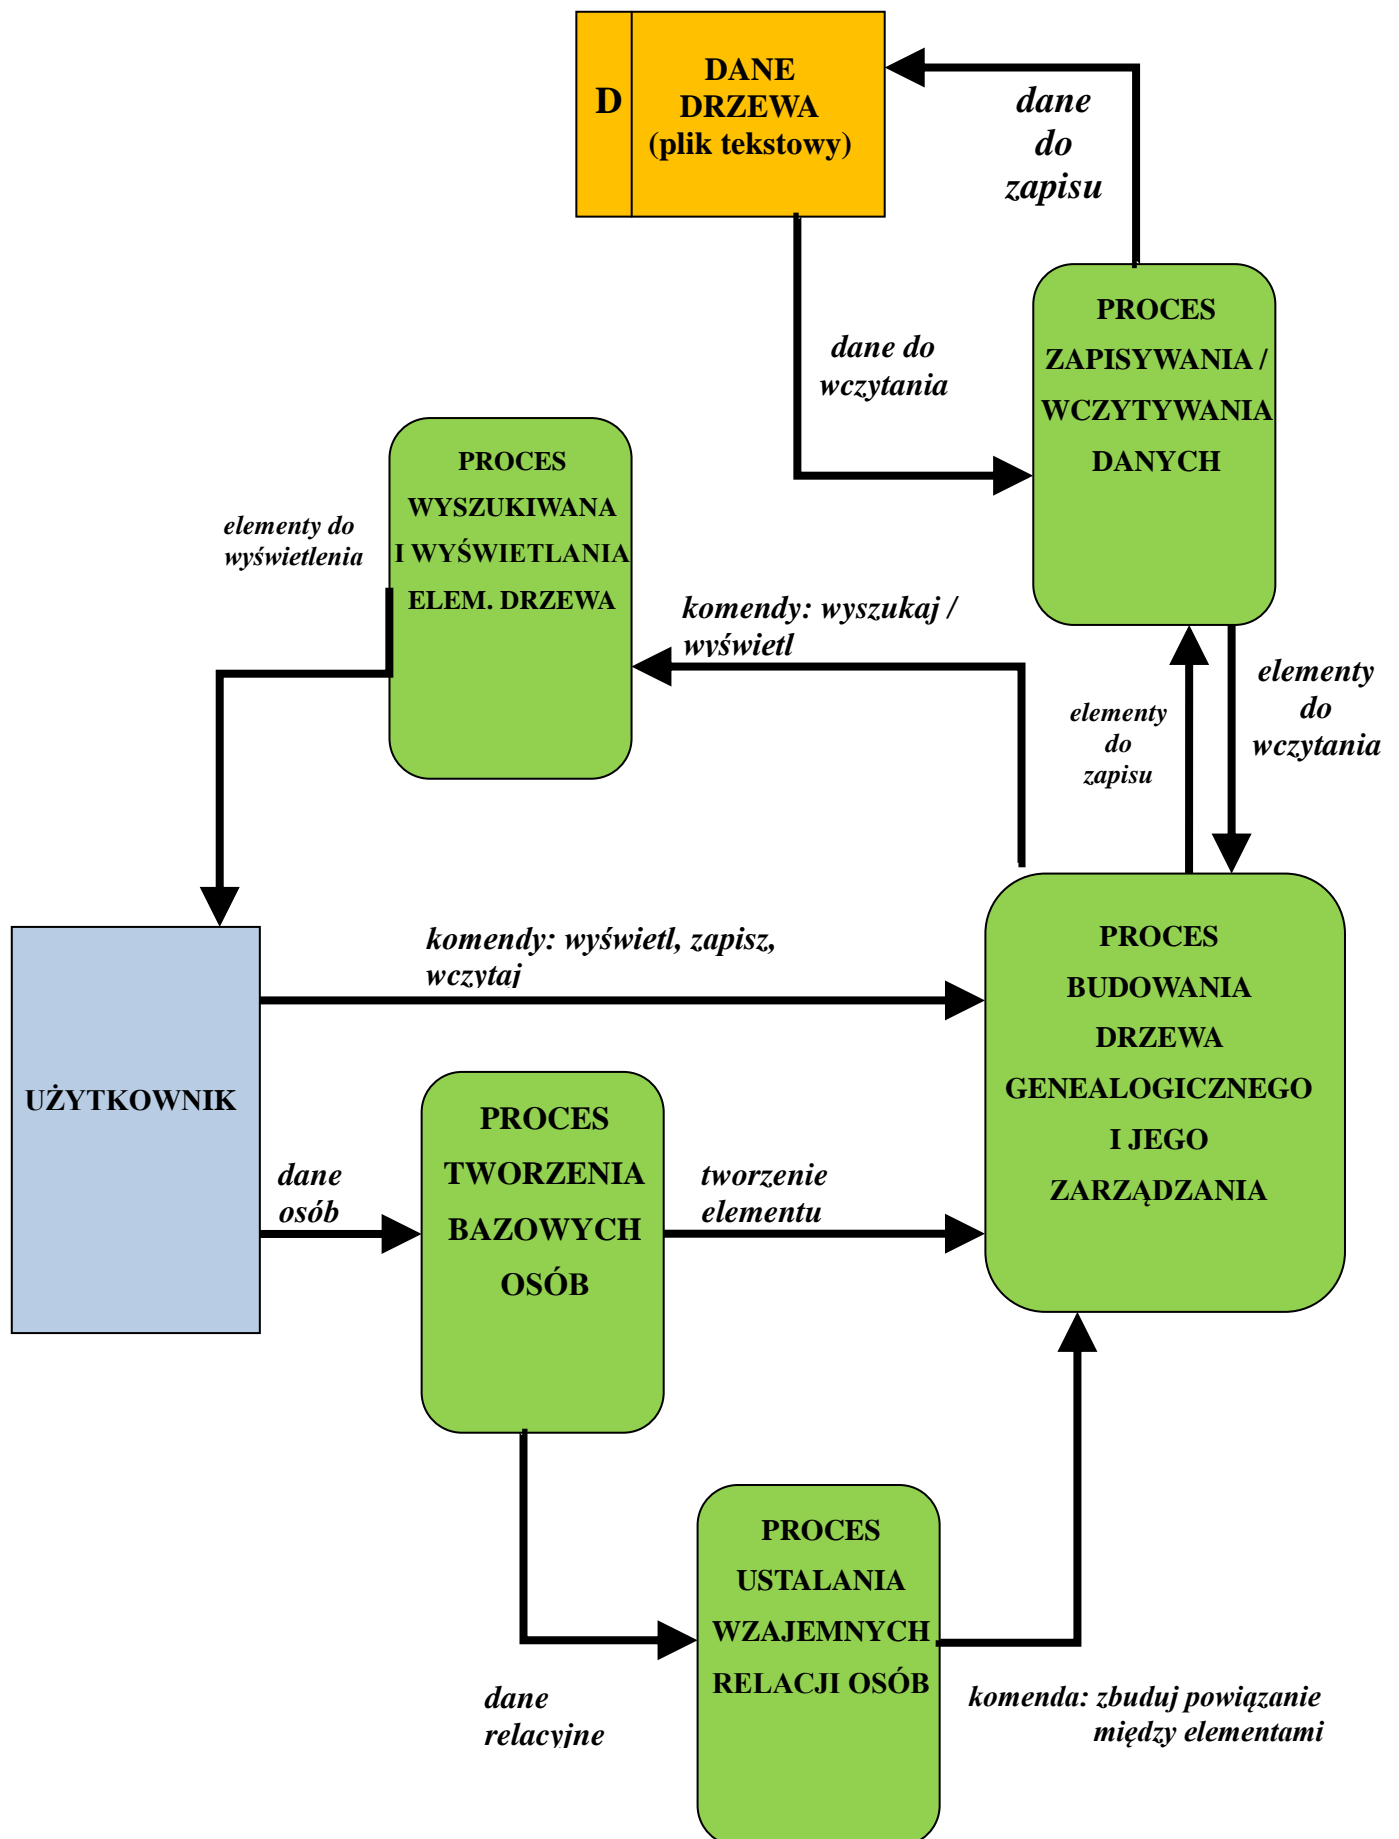 D
DANE
DRZEWA
(plik tekstowy)
dane
do
zapisu
PROCES
ZAPISYWANIA /
WCZYTYWANIA
DANYCH
dane do
wczytania
PROCES
WYSZUKIWANA
I WYŚWIETLANIA
ELEM. DRZEWA
elementy do
wyświetlenia
komendy: wyszukaj /
wyświetl
elementy
do
zapisu
elementy
do
wczytania
UŻYTKOWNIK
komendy: wyświetl, zapisz,
wczytaj
PROCES
BUDOWANIA
DRZEWA
GENEALOGICZNEGO
I JEGO
ZARZĄDZANIA
dane
osób
PROCES
TWORZENIA
BAZOWYCH
OSÓB
tworzenie
elementu
dane
relacyjne
PROCES
USTALANIA
WZAJEMNYCH
RELACJI OSÓB
komenda: zbuduj powiązanie
między elementami